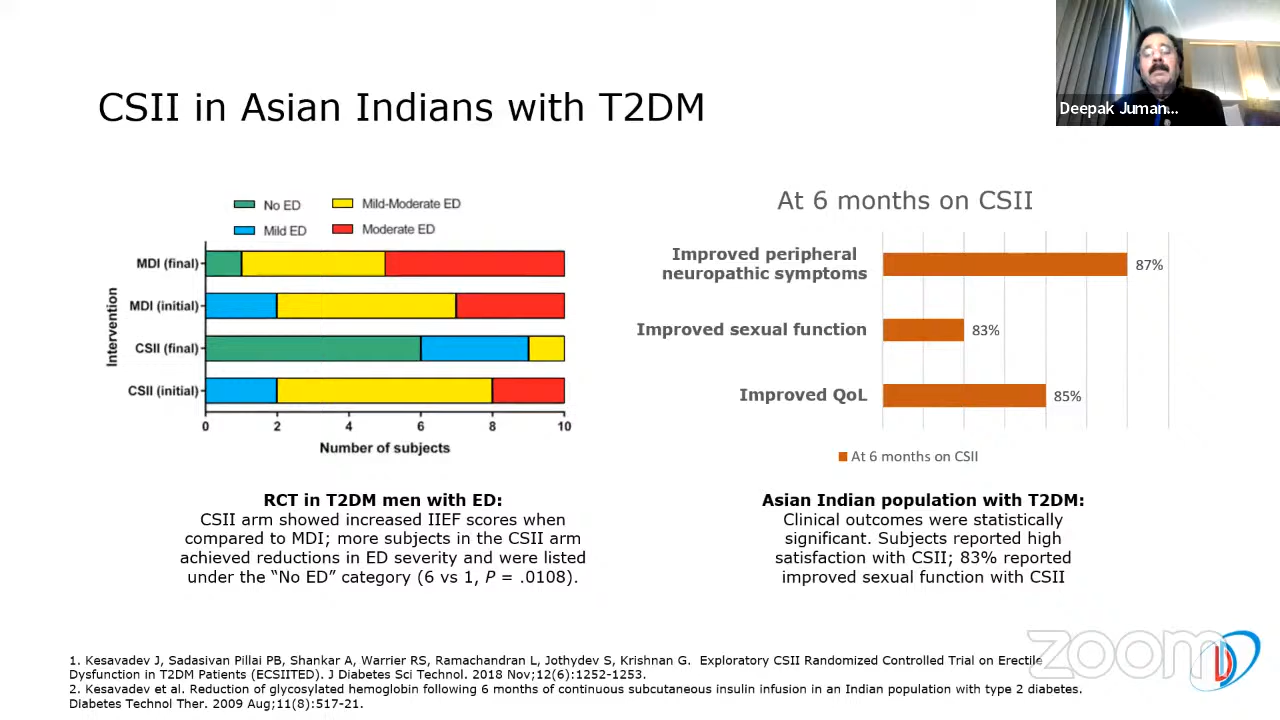 Deepak Juman...
CSII in Asian Indians with T2DM
No ED
Mild-Moderate ED
Mild ED
Moderate ED
Intervention
MDI (final)
MDI (initial)
CSII (final)
CSII (initial)
0 2 4 6 8 10
Number of subjects
RCT in T2DM men with ED:
CSII arm showed increased IIEF scores when
compared to MDI; more subjects in the CSII arm
achieved reductions in ED severity and were listed
under the “No ED” category (6 vs 1, P = .0108).
At 6 months on CSII
Improved peripheral
neuropathic symptoms
87%
Improved sexual function
83%
Improved QoL
85%
At 6 months on CSII
Asian Indian population with T2DM:
Clinical outcomes were statistically
significant. Subjects reported high
satisfaction with CSII; 83% reported
improved sexual function with CSII
zoom
1. Kesavadev J, Sadasivan Pillai PB, Shankar A, Warrier RS, Ramachandran L, Jothydev S, Krishnan G. Exploratory CSII Randomized Controlled Trial on Erectile
Dysfunction in T2DM Patients (ECSIITED). J Diabetes Sci Technol. 2018 Nov;12(6):1252-1253.
2. Kesavadev et al. Reduction of glycosylated hemoglobin following 6 months of continuous subcutaneous insulin infusion in an Indian population with type 2 diabetes.
Diabetes Technol Ther. 2009 Aug;11(8):517-21.